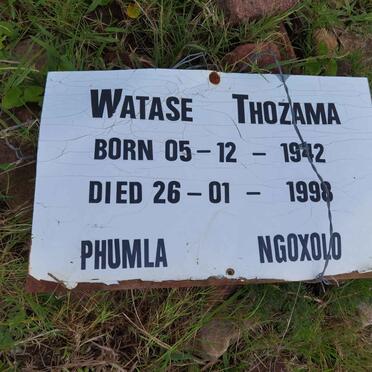 WATASE THOZAMA
BORN 05-12-1942
DIED 26-01-1998
PHUMLA NGOXOLO